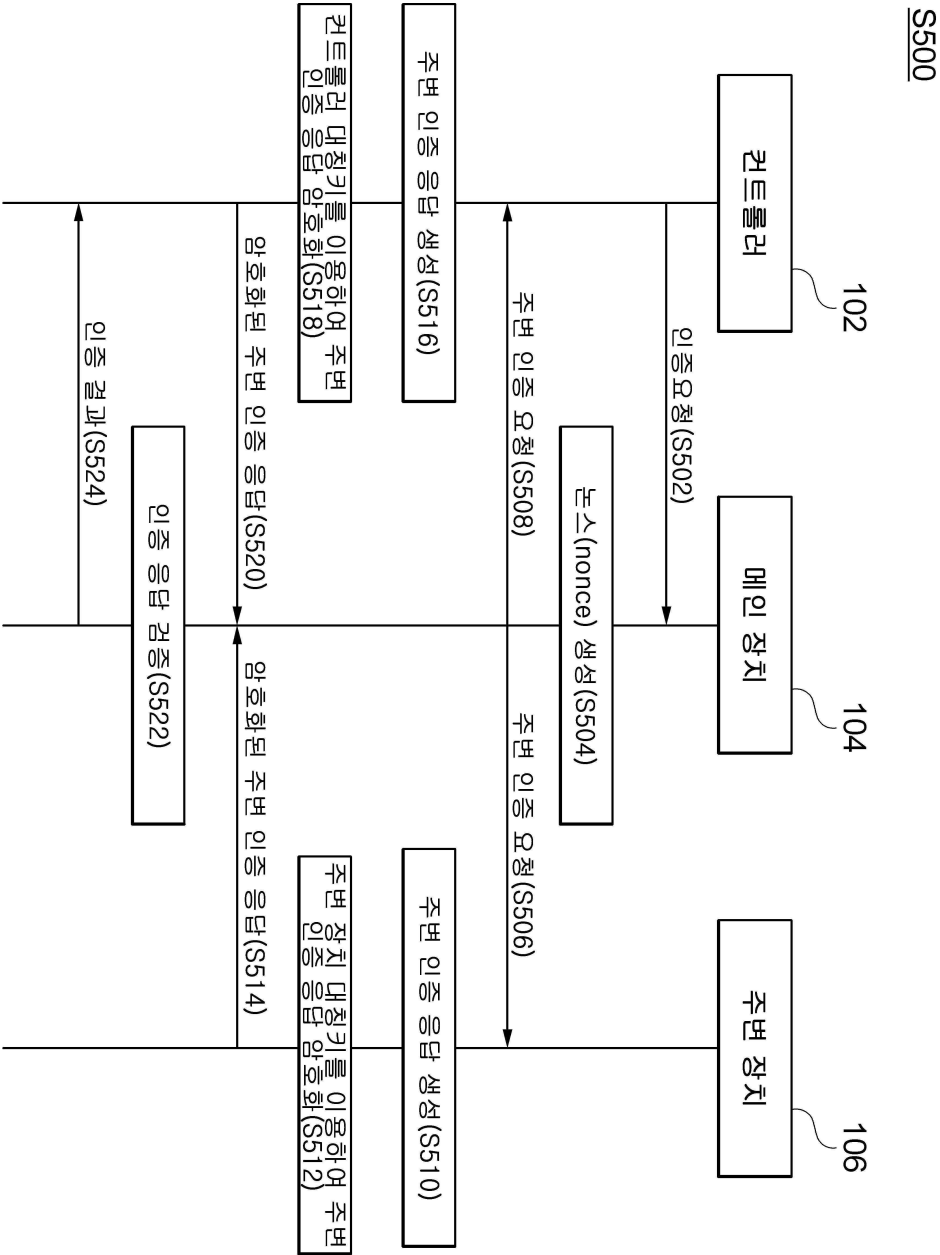 S500
컨트롤러
102
메인 장치
104
주변 장치
106
인증요청(S502)
논스(nonce) 생성(S504)
주변 인증 요청(S508)
주변 인증 요청(S506)
주변 인증 응답 생성(S516)
주변 인증 응답 생성(S510)
컨트롤러 대칭키를 이용하여 주변
인증 응답 암호화(S518)
주변 장치 대칭키를 이용하여 주변
인증 응답 암호화(S512)
암호화된 주변 인증 응답(S520)
암호화된 주변 인증 응답(S514)
인증 응답 검증(S522)
인증 결과(S524)